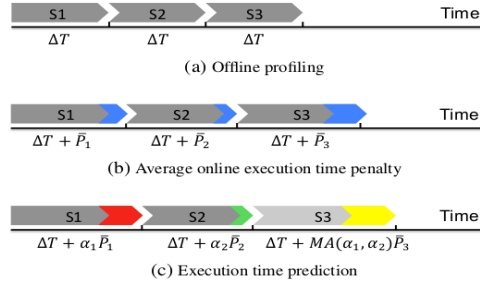 S1 S2 S3 Time
ΔT ΔT ΔT
(a) Offline profiling
S1 S2 S3 Time
ΔT + P̄₁ ΔT + P̄₂ ΔT + P̄₃
(b) Average online execution time penalty
S1 S2 S3 Time
ΔT + α₁P̄₁ ΔT + α₂P̄₂ ΔT + MA(α₁, α₂)P̄₃
(c) Execution time prediction